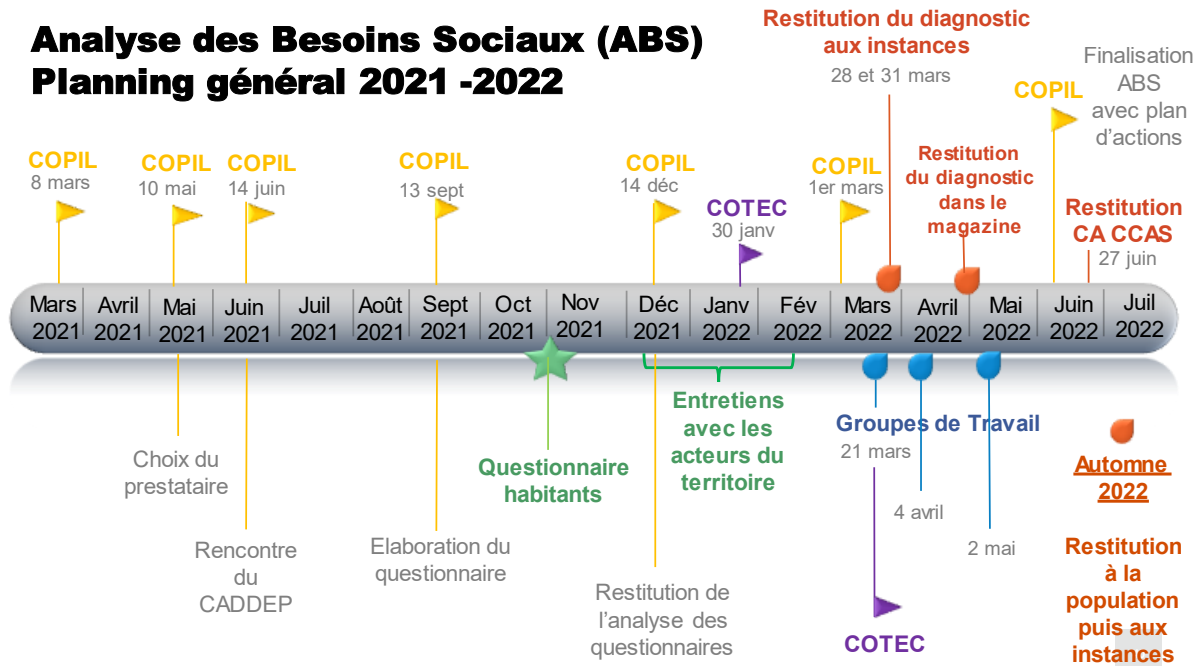 Analyse des Besoins Sociaux (ABS)
Planning général 2021 -2022
Restitution du diagnostic
aux instances
28 et 31 mars
Finalisation
ABS
avec plan
d’actions
COPIL
COPIL
8 mars
COPIL
10 mai
COPIL
14 juin
COPIL
13 sept
COPIL
14 déc
COTEC
30 janv
COPIL
1er mars
Restitution
du diagnostic
dans le
magazine
Restitution
CA CCAS
27 juin
Mars
2021
Avril
2021
Mai
2021
Juin
2021
Juil
2021
Août
2021
Sept
2021
Oct
2021
Nov
2021
Déc
2021
Janv
2022
Fév
2022
Mars
2022
Avril
2022
Mai
2022
Juin
2022
Juil
2022
Choix du
prestataire
Rencontre
du
CADDEP
Elaboration du
questionnaire
Questionnaire
habitants
Restitution de
l’analyse des
questionnaires
Entretiens
avec les
acteurs du
territoire
Groupes de Travail
21 mars
4 avril
2 mai
COTEC
Automne
2022
Restitution
à la
population
puis aux
instances